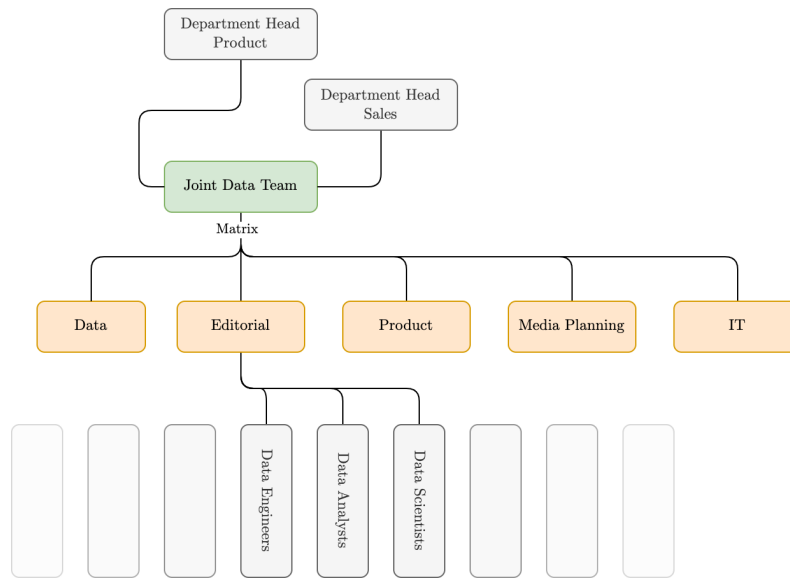 Department Head
Product
Department Head
Sales
Joint Data Team
Matrix
Data
Editorial
Product
Media Planning
IT
Data Engineers
Data Analysts
Data Scientists